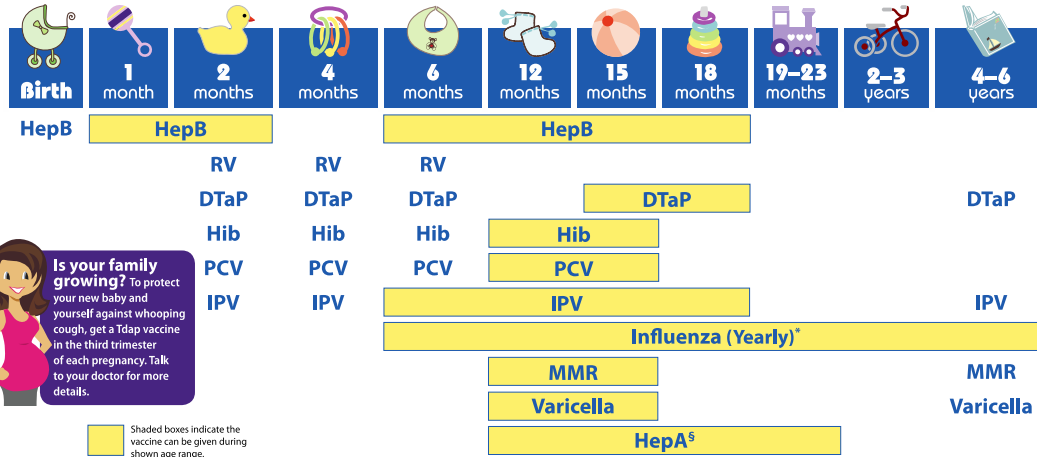 Birth
1
month
2
months
4
months
6
months
12
months
15
months
18
months
19–23
months
2–3
years
4–6
years
HepB HepB HepB
RV RV RV
DTaP DTaP DTaP DTaP DTaP
Hib Hib Hib Hib
PCV PCV PCV PCV
IPV IPV IPV IPV
Influenza (Yearly)*
MMR MMR
Varicella Varicella
HepA§
Is your family
growing? To protect
your new baby and
yourself against whooping
cough, get a Tdap vaccine
in the third trimester
of each pregnancy. Talk
to your doctor for more
details.
Shaded boxes indicate the
vaccine can be given during
shown age range.